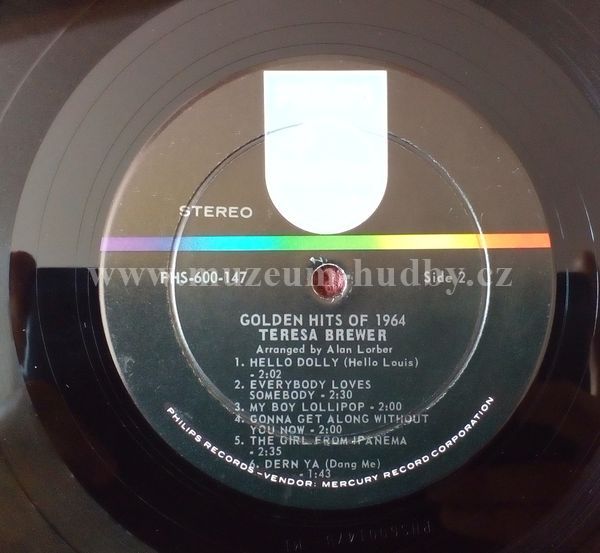 STEREO
www.muzeum-hudby.cz
PHS-600-147 Side 2
GOLDEN HITS OF 1964
TERESA BREWER
Arranged by Alan Lorber
1. HELLO DOLLY (Hello Louis)
- 2:02
2. EVERYBODY LOVES
SOMEBODY - 2:30
3. MY BOY LOLLIPOP - 2:00
4. GONNA GET ALONG WITHOUT
YOU NOW - 2:00
5. THE GIRL FROM IPANEMA
- 2:35
6. DERN YA (Dang Me)
- 1:43
PHILIPS RECORDS-VENDOR: MERCURY RECORD CORPORATION